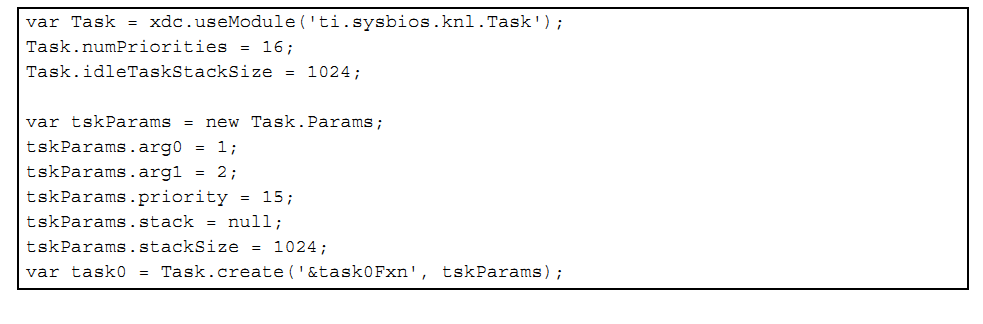 var Task = xdc.useModule('ti.sysbios.knl.Task');
Task.numPriorities = 16;
Task.idleTaskStackSize = 1024;
var tskParams = new Task.Params;
tskParams.arg0 = 1;
tskParams.arg1 = 2;
tskParams.priority = 15;
tskParams.stack = null;
tskParams.stackSize = 1024;
var task0 = Task.create('&task0Fxn', tskParams);